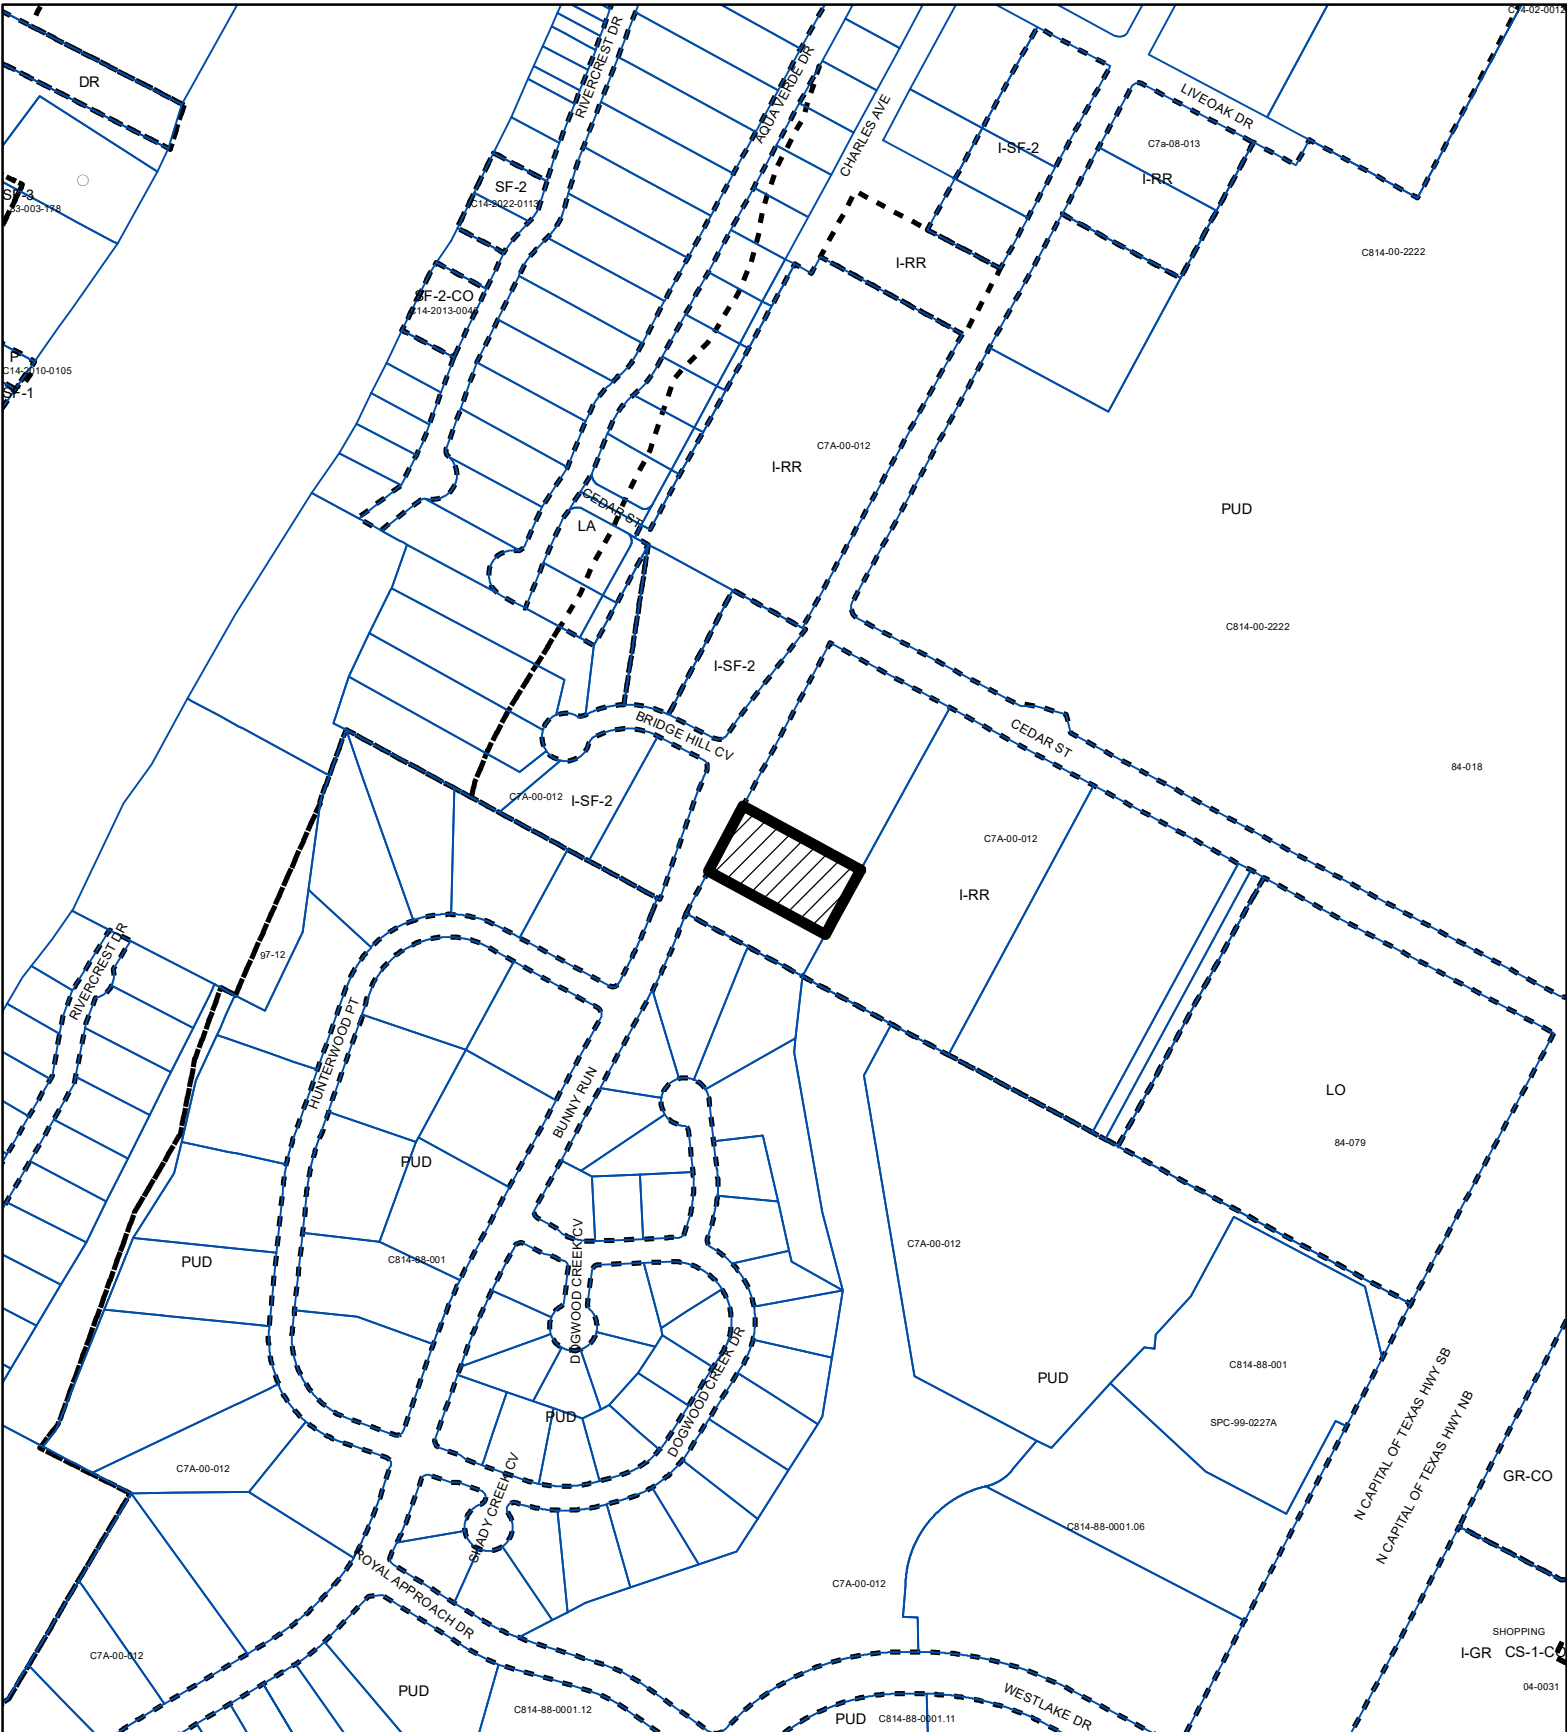 C14-02-0012
DR
RIVERCREST DR
AQUA VERDE DR
CHARLES AVE
LIVEOAK DR
I-SF-2
C7a-08-013
I-RR
SF-3
SF-2
C14-2022-0113
C814-00-2222
I-RR
SF-2-CO
P
C14-2010-0105
SF-1
C7A-00-012
I-RR
CEDAR ST
LA
PUD
C814-00-2222
I-SF-2
BRIDGE HILL CV
CEDAR ST
84-018
C7A-00-012
I-SF-2
C7A-00-012
I-RR
RIVERCREST DR
97-12
HUNTERWOOD PT
BUNNY RUN
LO
84-079
PUD
PUD
C814-88-001
DOGWOOD CREEK CV
C7A-00-012
DOGWOOD CREEK DR
PUD
C814-88-001
SPC-99-0227A
PUD
N CAPITAL OF TEXAS HWY SB
N CAPITAL OF TEXAS HWY NB
C7A-00-012
SHADY CREEK CV
GR-CO
C814-88-0001.06
ROYAL APPROACH DR
C7A-00-012
C7A-00-012
SHOPPING
I-GR
CS-1-CO
04-0031
PUD
C814-88-0001.12
WESTLAKE DR
PUD
C814-88-0001.11